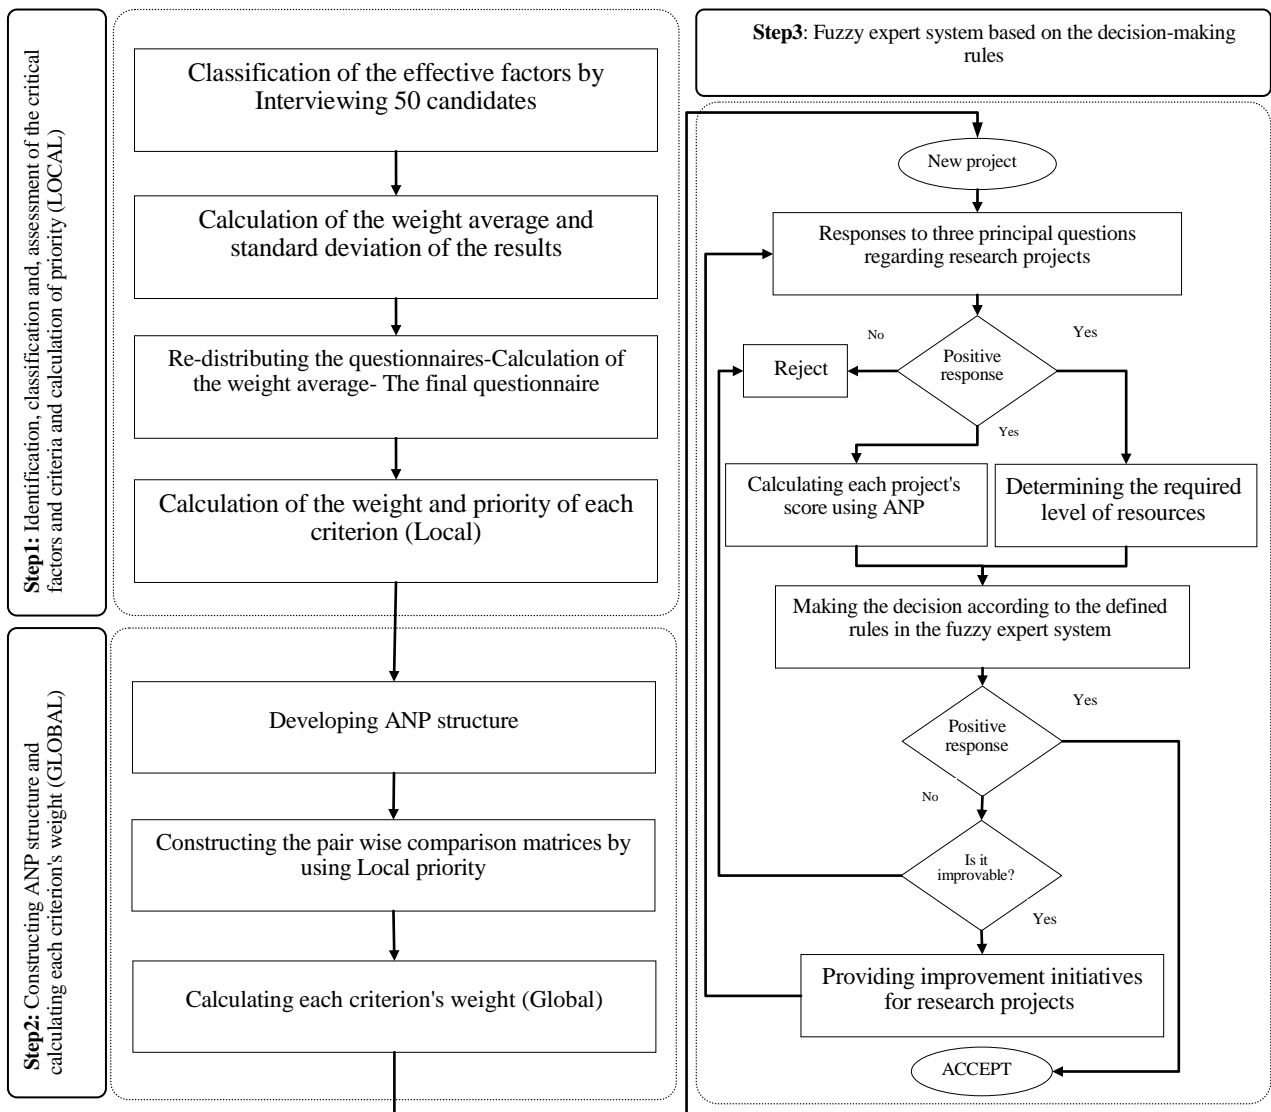 Step1: Identification, classification and, assessment of the critical
factors and criteria and calculation of priority (LOCAL)
Classification of the effective factors by
Interviewing 50 candidates
Calculation of the weight average and
standard deviation of the results
Re-distributing the questionnaires-Calculation of
the weight average- The final questionnaire
Calculation of the weight and priority of each
criterion (Local)
Step2: Constructing ANP structure and
calculating each criterion's weight (GLOBAL)
Developing ANP structure
Constructing the pair wise comparison matrices by
using Local priority
Calculating each criterion's weight (Global)
Step3: Fuzzy expert system based on the decision-making
rules
New project
Responses to three principal questions
regarding research projects
No
Yes
Positive
response
Reject
Yes
Calculating each project's
score using ANP
Determining the required
level of resources
Making the decision according to the defined
rules in the fuzzy expert system
Yes
Positive
response
No
Is it
improvable?
Yes
Providing improvement initiatives
for research projects
ACCEPT